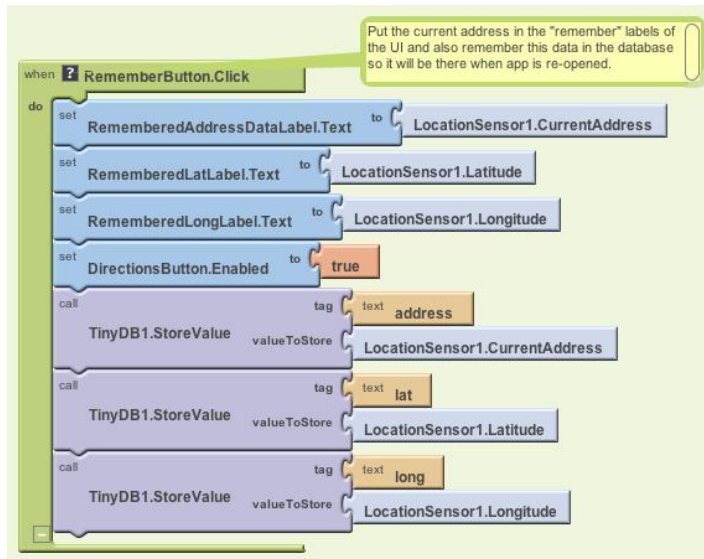 Put the current address in the "remember" labels of
the UI and also remember this data in the database
so it will be there when app is re-opened.
when ? RememberButton.Click
do
set RememberedAddressDataLabel.Text to LocationSensor1.CurrentAddress
set RememberedLatLabel.Text to LocationSensor1.Latitude
set RememberedLongLabel.Text to LocationSensor1.Longitude
set DirectionsButton.Enabled to true
call TinyDB1.StoreValue tag text address
valueToStore LocationSensor1.CurrentAddress
call TinyDB1.StoreValue tag text lat
valueToStore LocationSensor1.Latitude
call TinyDB1.StoreValue tag text long
valueToStore LocationSensor1.Longitude